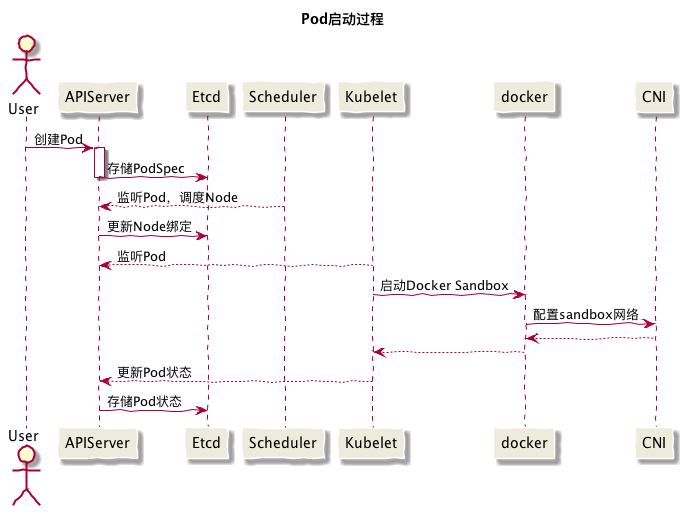 Pod启动过程
User
APIServer
Etcd
Scheduler
Kubelet
docker
CNI
创建Pod
存储PodSpec
监听Pod，调度Node
更新Node绑定
监听Pod
启动Docker Sandbox
配置sandbox网络
更新Pod状态
存储Pod状态
User
APIServer
Etcd
Scheduler
Kubelet
docker
CNI